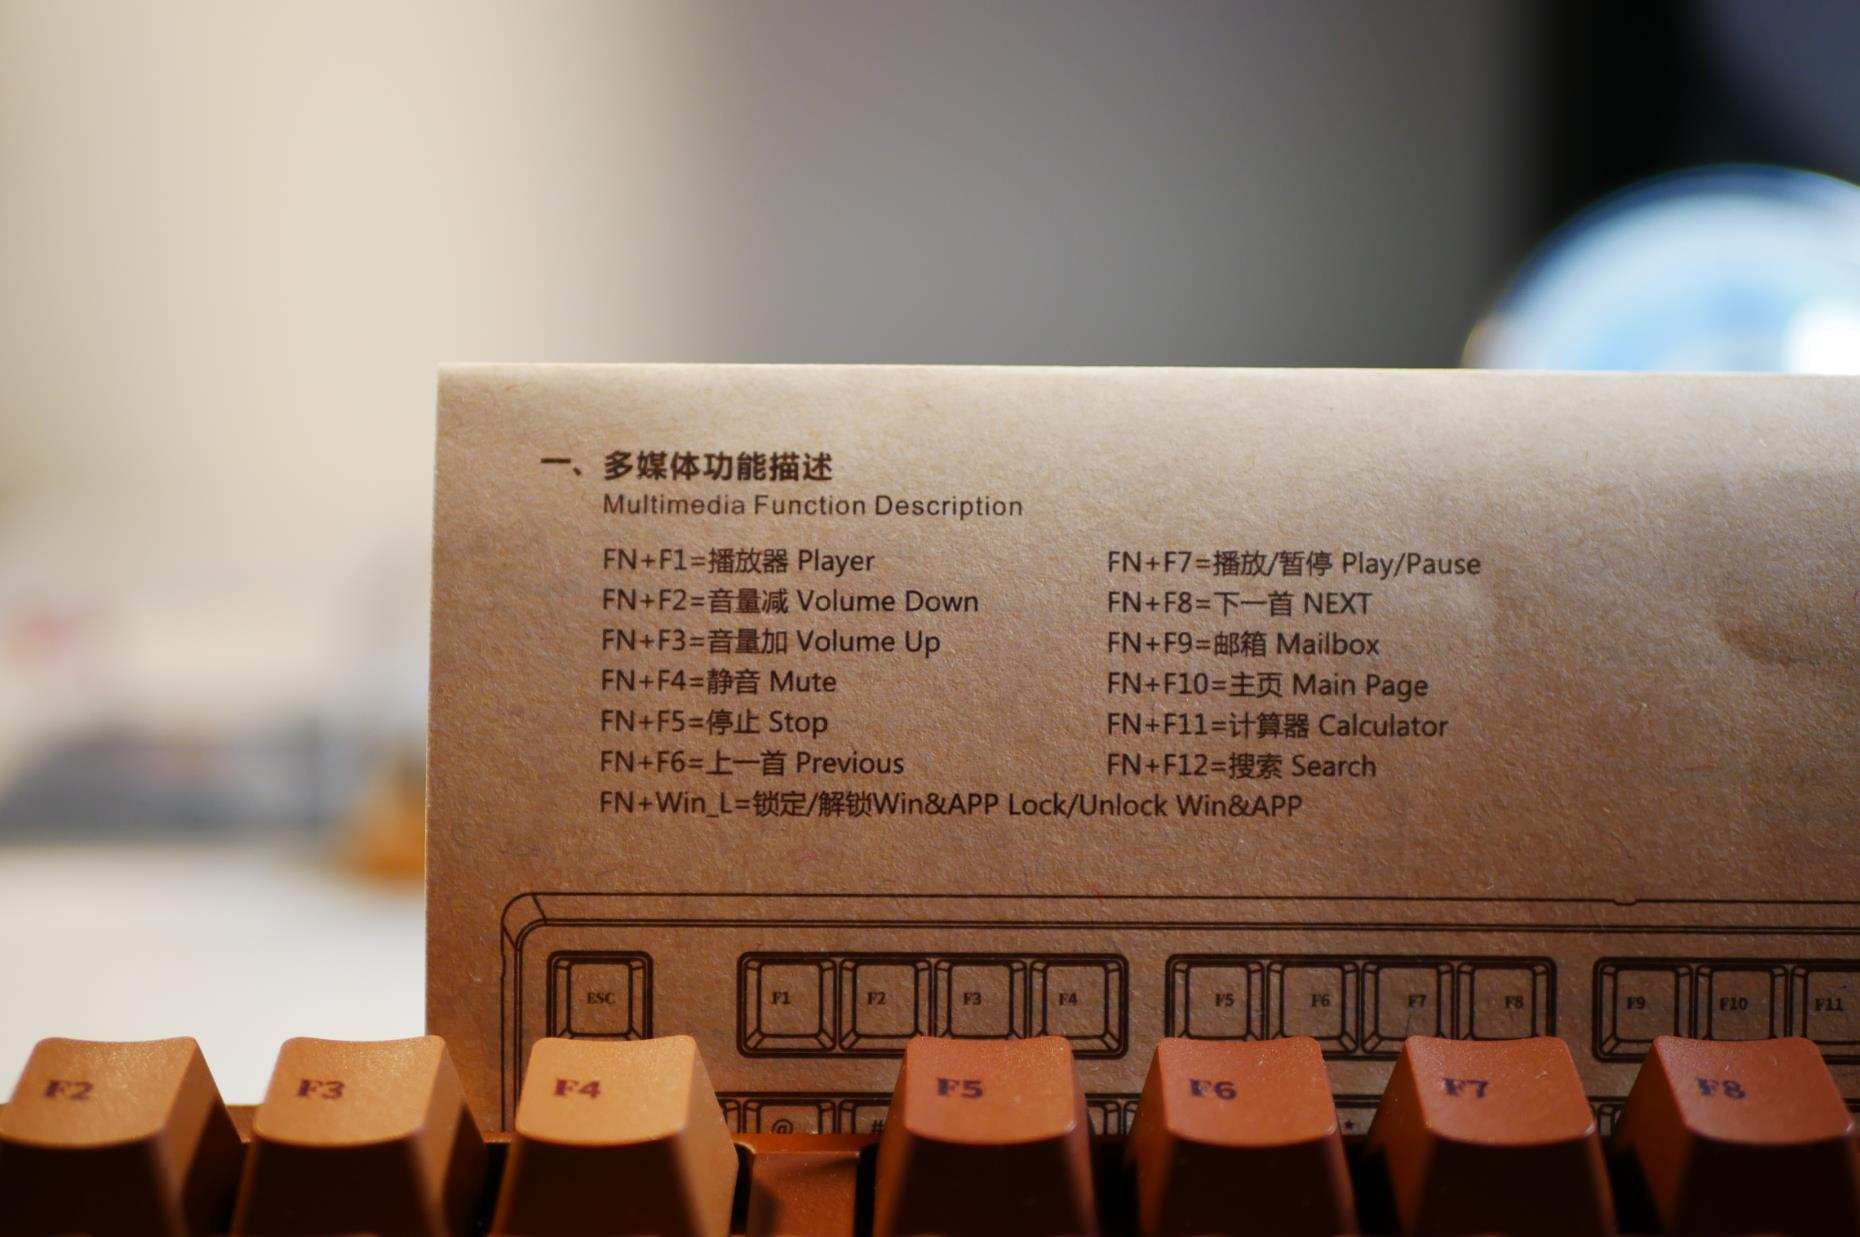 一、多媒体功能描述
Multimedia Function Description
FN+F1=播放器 Player
FN+F2=音量减 Volume Down
FN+F3=音量加 Volume Up
FN+F4=静音 Mute
FN+F5=停止 Stop
FN+F6=上一首 Previous
FN+F7=播放/暂停 Play/Pause
FN+F8=下一首 NEXT
FN+F9=邮箱 Mailbox
FN+F10=主页 Main Page
FN+F11=计算器 Calculator
FN+F12=搜索 Search
FN+Win_L=锁定/解锁Win&APP Lock/Unlock Win&APP
ESC F1 F2 F3 F4 F5 F6 F7 F8 F9 F10 F11
@ # *
F2 F3 F4 F5 F6 F7 F8